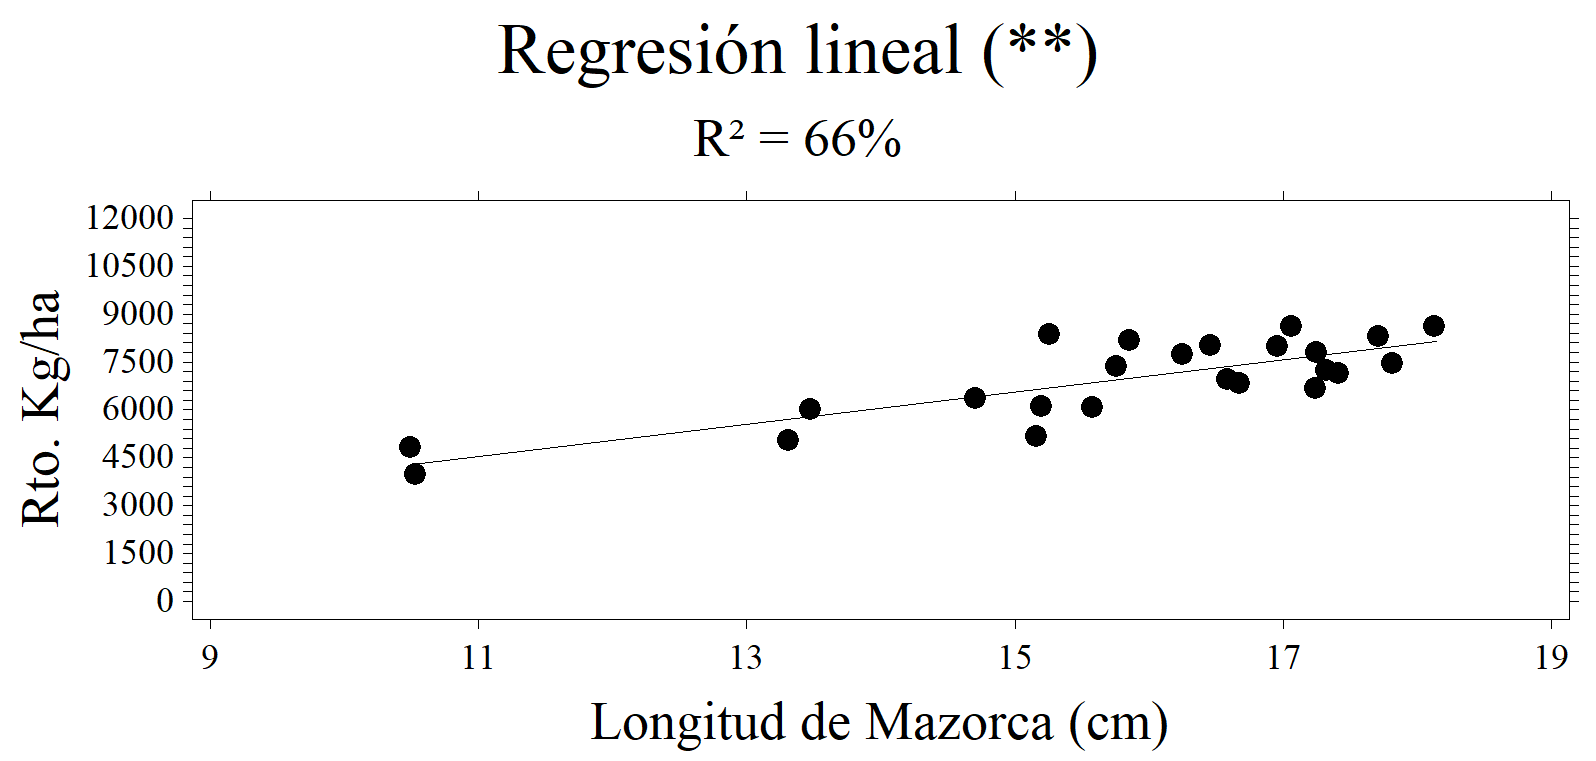 Regresión lineal (**)
R² = 66%
12000
10500
9000
7500
6000
4500
3000
1500
0
Rto. Kg/ha
9 11 13 15 17 19
Longitud de Mazorca (cm)